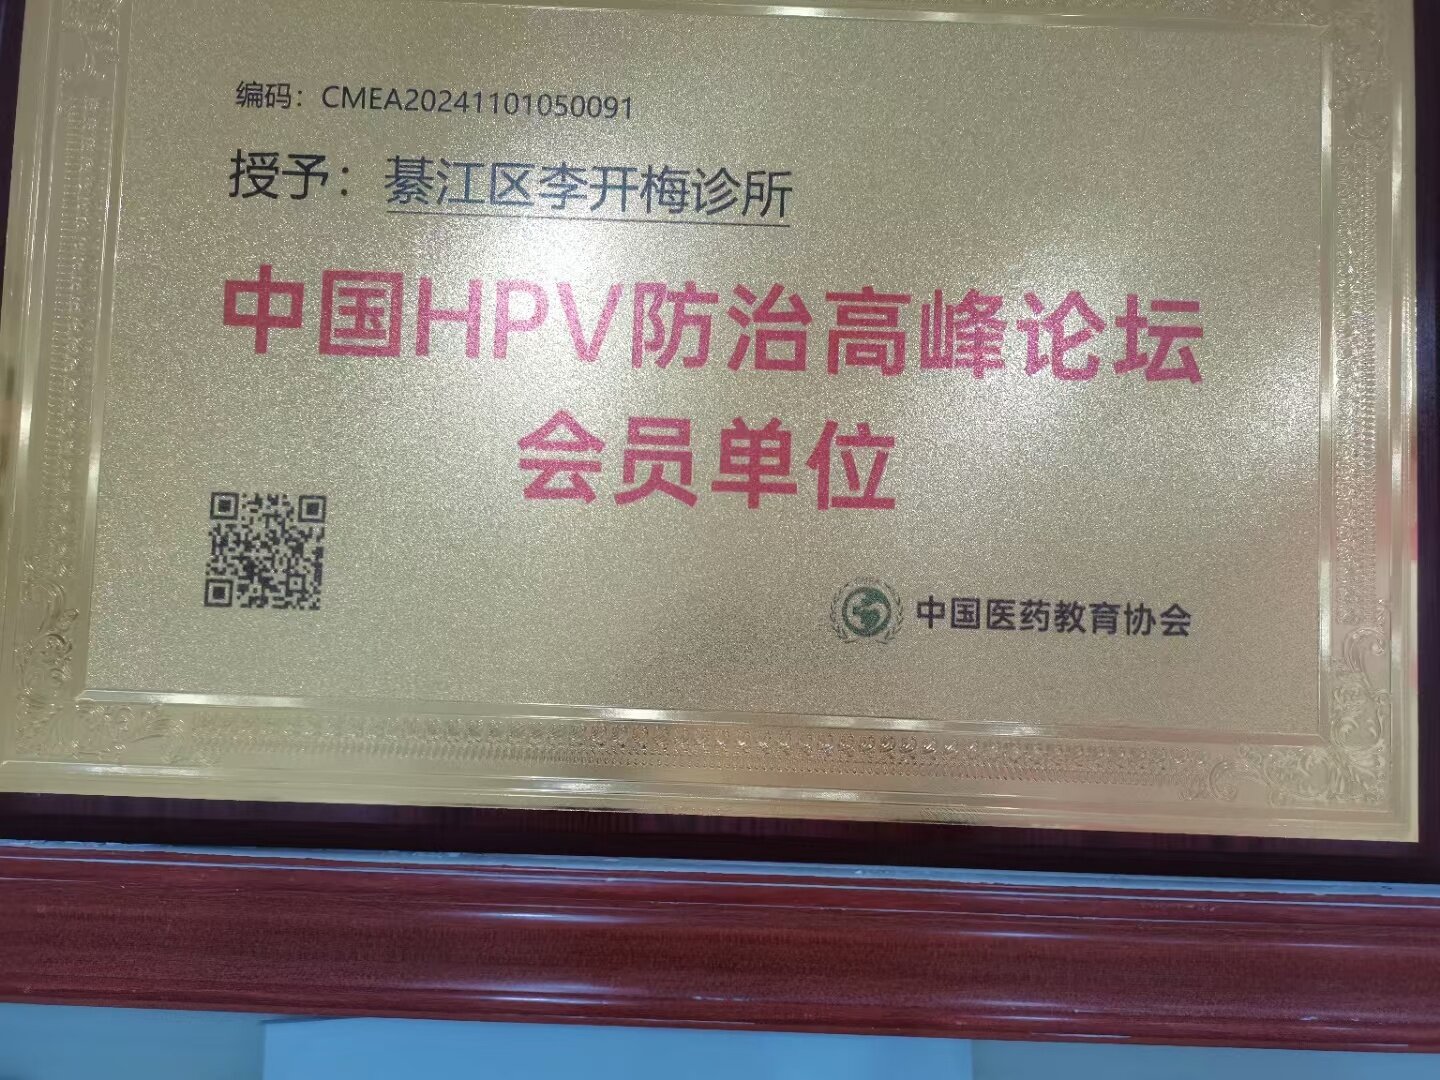 编码：CMEA20241101050091
授予：綦江区李开梅诊所
中国HPV防治高峰论坛
会员单位
中国医药教育协会